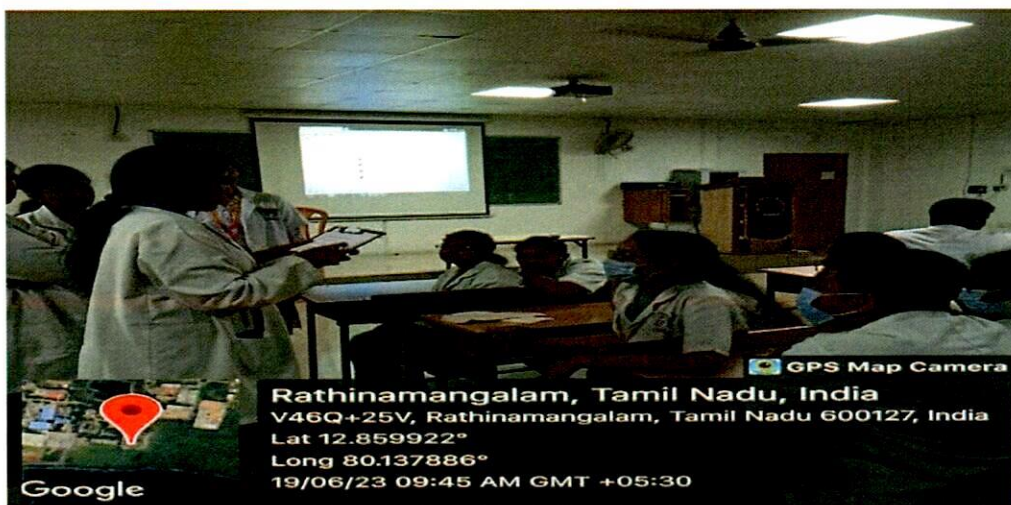 GPS Map Camera
Rathinamangalam, Tamil Nadu, India
V46Q+25V, Rathinamangalam, Tamil Nadu 600127, India
Lat 12.859922°
Long 80.137886°
19/06/23 09:45 AM GMT +05:30
Google